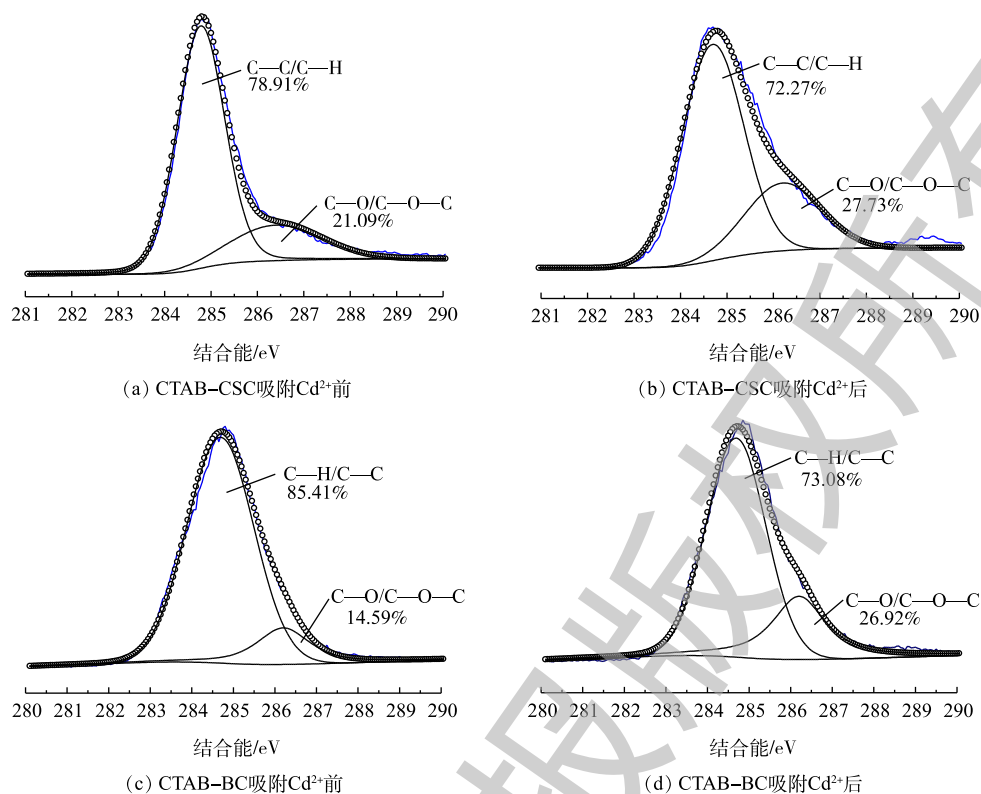 C—C/C—H
78.91%
C—O/C—O—C
21.09%
281 282 283 284 285 286 287 288 289 290
结合能/eV
(a) CTAB-CSC吸附Cd²⁺前
C—C/C—H
72.27%
C—O/C—O—C
27.73%
281 282 283 284 285 286 287 288 289 290
结合能/eV
(b) CTAB-CSC吸附Cd²⁺后
C—H/C—C
85.41%
C—O/C—O—C
14.59%
280 281 282 283 284 285 286 287 288 289 290
结合能/eV
(c) CTAB-BC吸附Cd²⁺前
C—H/C—C
73.08%
C—O/C—O—C
26.92%
280 281 282 283 284 285 286 287 288 289 290
结合能/eV
(d) CTAB-BC吸附Cd²⁺后
报版权所有